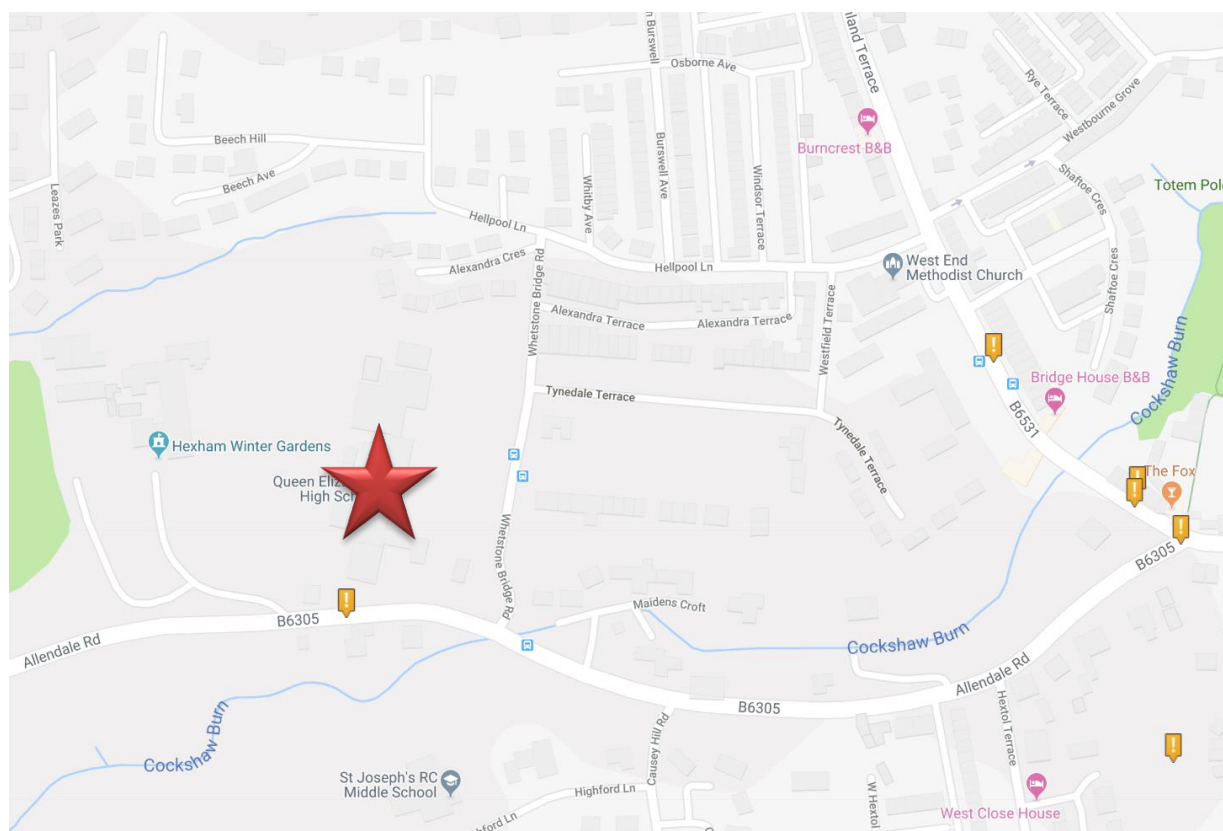 n Burswell
Osborne Ave
land Terrace
Rye Terrace
Westbourne Grove
Beech Hill
Burncrest B&B
Beech Ave
Leazes Park
Whitby Ave
Burswell Ave
Windsor Terrace
Shaftoe Cres
Totem Pole
Hellpool Ln
Alexandra Cres
Whetstone Bridge Rd
Hellpool Ln
West End
Methodist Church
Shaftoe Cres
Alexandra Terrace
Alexandra Terrace
Westfield Terrace
Cockshaw Burn
Bridge House B&B
B6531
Tynedale Terrace
Tynedale Terrace
Hexham Winter Gardens
Queen Eliz
High Sch
The Fox
Whetstone Bridge Rd
B6305
Maidens Croft
B6305
Allendale Rd
Cockshaw Burn
Allendale Rd
B6305
Cockshaw Burn
Causey Hill Rd
Hextol Terrace
St Joseph's RC
Middle School
Highford Ln
W Hextol
West Close House
ford Ln